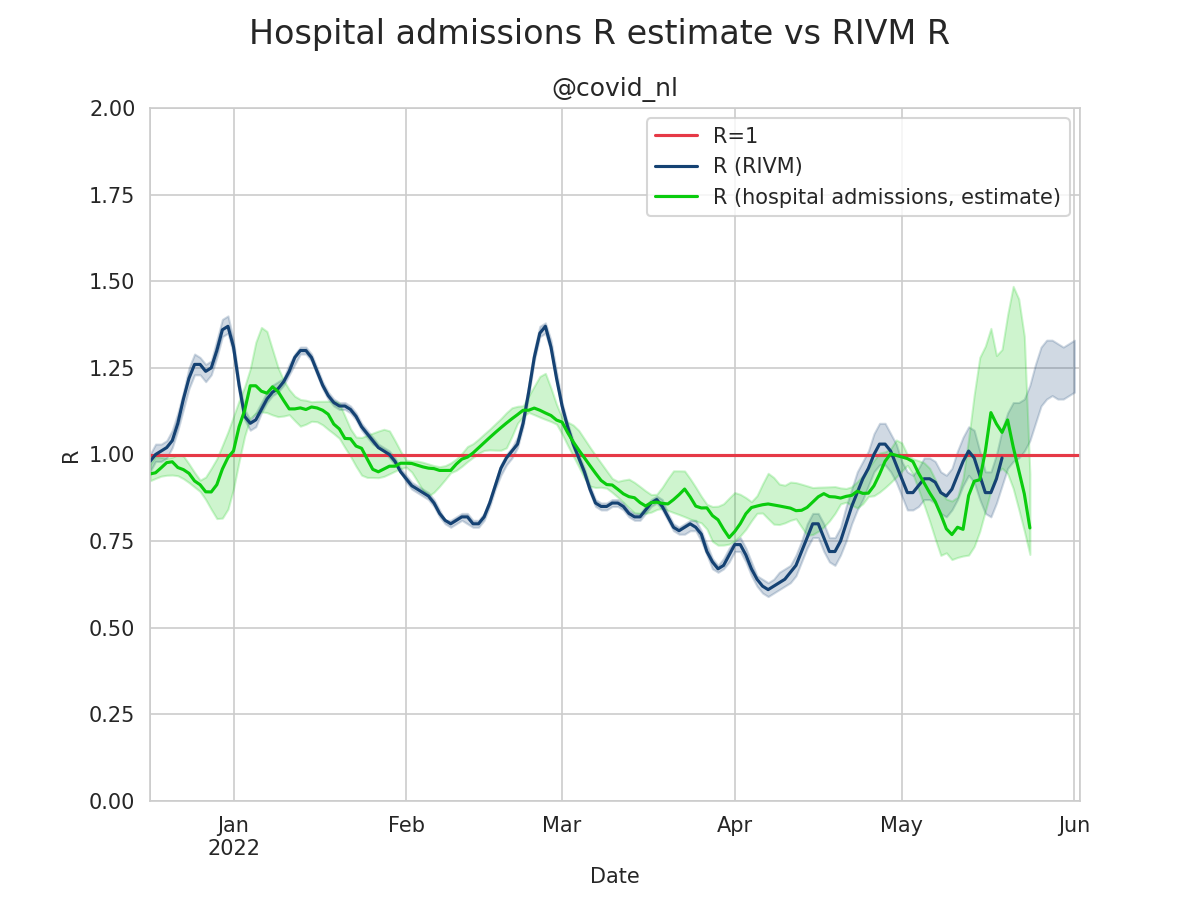 Hospital admissions R estimate vs RIVM R
@covid_nl
R=1
R (RIVM)
R (hospital admissions, estimate)
2.00
1.75
1.50
1.25
1.00
0.75
0.50
0.25
0.00
R
Jan Feb Mar Apr May Jun
2022
Date